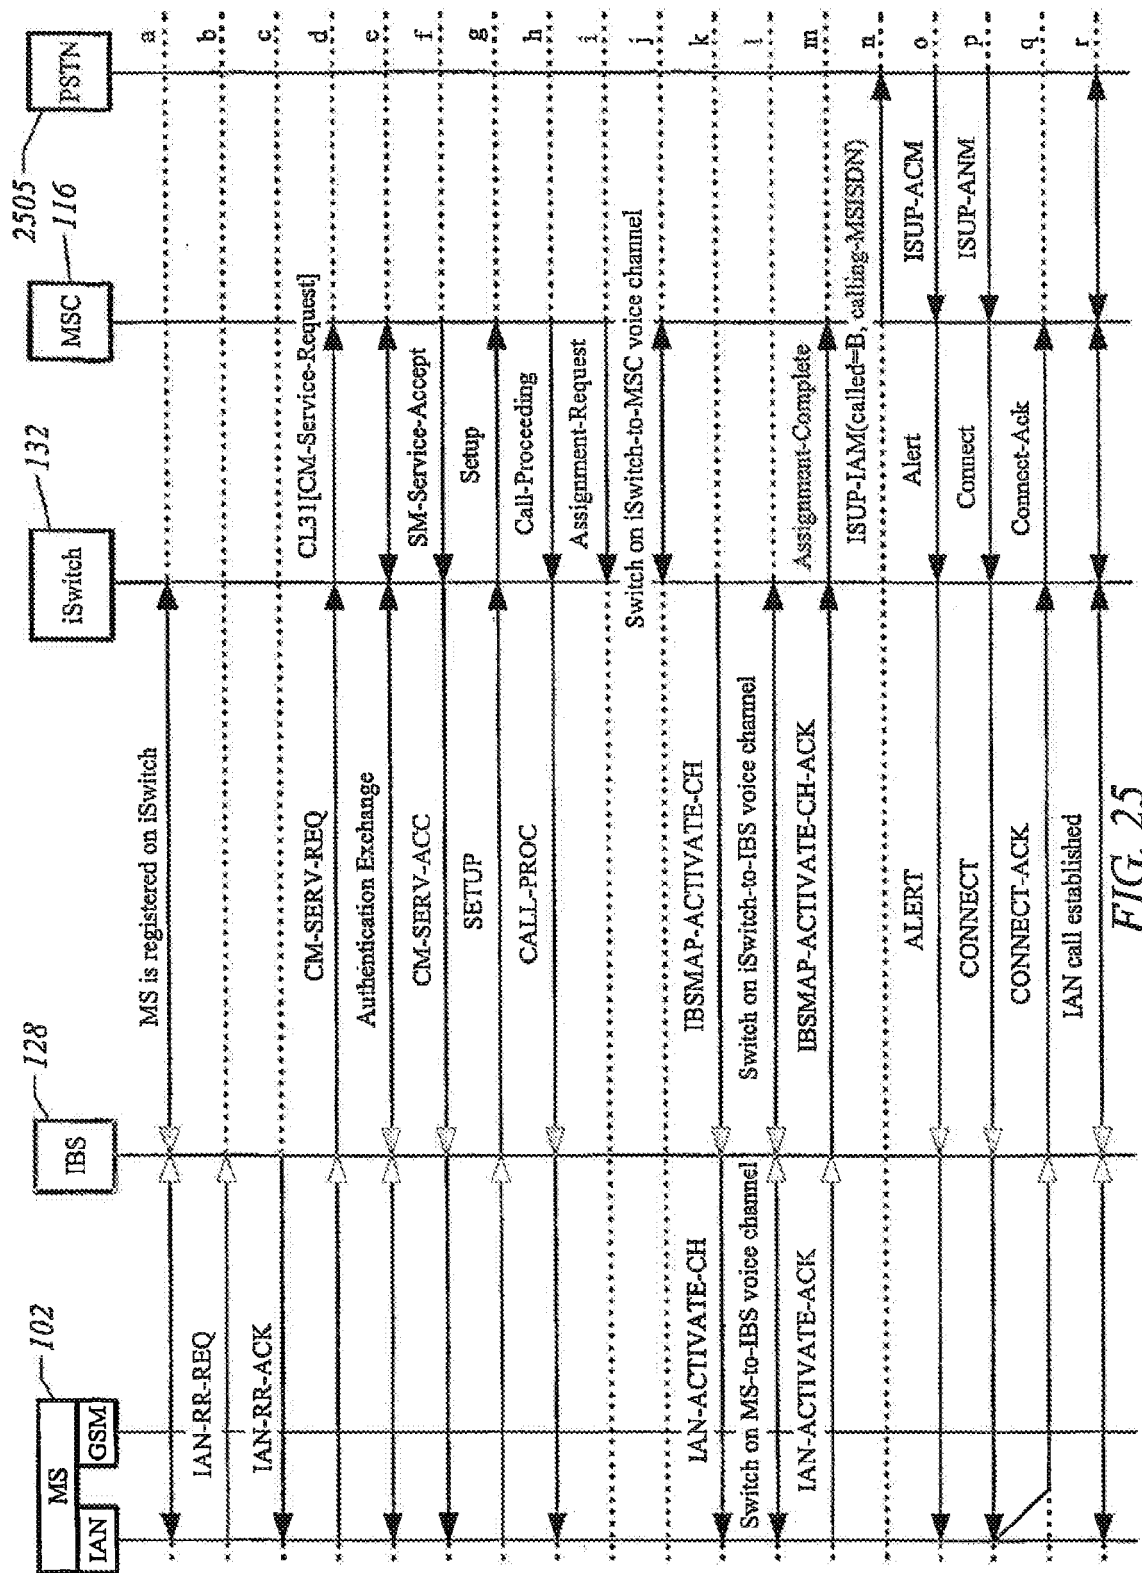 102
128
132
2505
116
MS
IAN
GSM
IBS
iSwitch
MSC
PSTN
MS is registered on iSwitch
a
IAN-RR-REQ
b
IAN-RR-ACK
c
CM-SERV-REQ
CL31[CM-Service-Request]
d
Authentication Exchange
e
CM-SERV-ACC
SM-Service-Accept
f
SETUP
Setup
g
CALL-PROC
Call-Proceeding
h
Assignment-Request
i
Switch on iSwitch-to-MSC voice channel
j
IAN-ACTIVATE-CH
IBSMAP-ACTIVATE-CH
k
Switch on MS-to-IBS voice channel
Switch on iSwitch-to-IBS voice channel
l
IAN-ACTIVATE-ACK
IBSMAP-ACTIVATE-CH-ACK
Assignment-Complete
m
ISUP-IAM(called=B, calling-MSISDN)
n
ALERT
Alert
ISUP-ACM
o
CONNECT
Connect
ISUP-ANM
p
CONNECT-ACK
Connect-Ack
q
IAN call established
r
FIG. 25